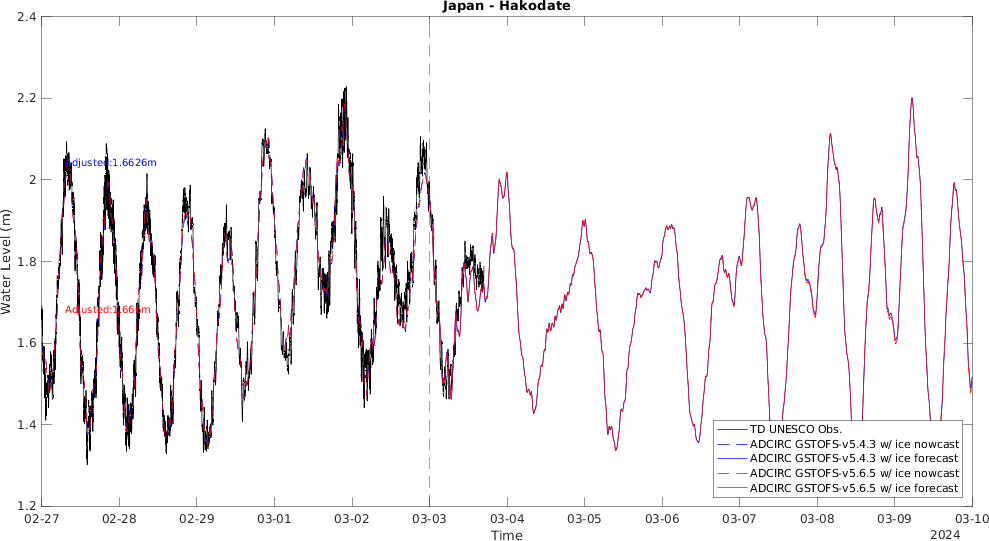 Japan - Hakodate
Water Level (m)
2.4
2.2
2
1.8
1.6
1.4
1.2
Adjusted:1.6626m
Adjusted:1.666m
TD UNESCO Obs.
ADCIRC GSTOFS-v5.4.3 w/ ice nowcast
ADCIRC GSTOFS-v5.4.3 w/ ice forecast
ADCIRC GSTOFS-v5.6.5 w/ ice nowcast
ADCIRC GSTOFS-v5.6.5 w/ ice forecast
02-27 02-28 02-29 03-01 03-02 03-03 03-04 03-05 03-06 03-07 03-08 03-09 03-10
Time 2024